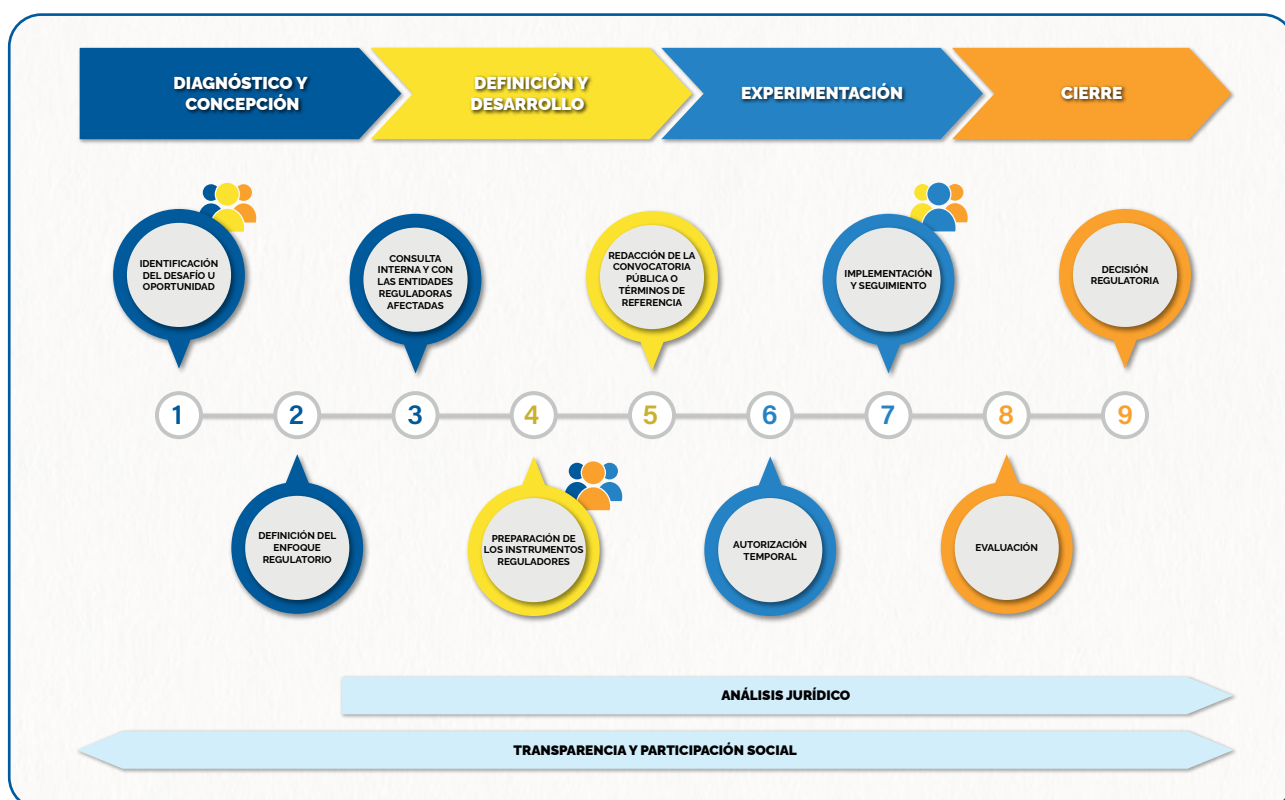 DIAGNÓSTICO Y
CONCEPCIÓN
DEFINICIÓN Y
DESARROLLO
EXPERIMENTACIÓN
CIERRE
IDENTIFICACIÓN
DEL DESAFÍO U
OPORTUNIDAD
CONSULTA
INTERNA Y CON
LAS ENTIDADES
REGULADORAS
AFECTADAS
REDACCIÓN DE LA
CONVOCATORIA
PÚBLICA O
TÉRMINOS DE
REFERENCIA
IMPLEMENTACIÓN
Y SEGUIMIENTO
DECISIÓN
REGULATORIA
1 2 3 4 5 6 7 8 9
DEFINICIÓN DEL
ENFOQUE
REGULATORIO
PREPARACIÓN DE
LOS INSTRUMENTOS
REGULADORES
AUTORIZACIÓN
TEMPORAL
EVALUACIÓN
ANÁLISIS JURÍDICO
TRANSPARENCIA Y PARTICIPACIÓN SOCIAL